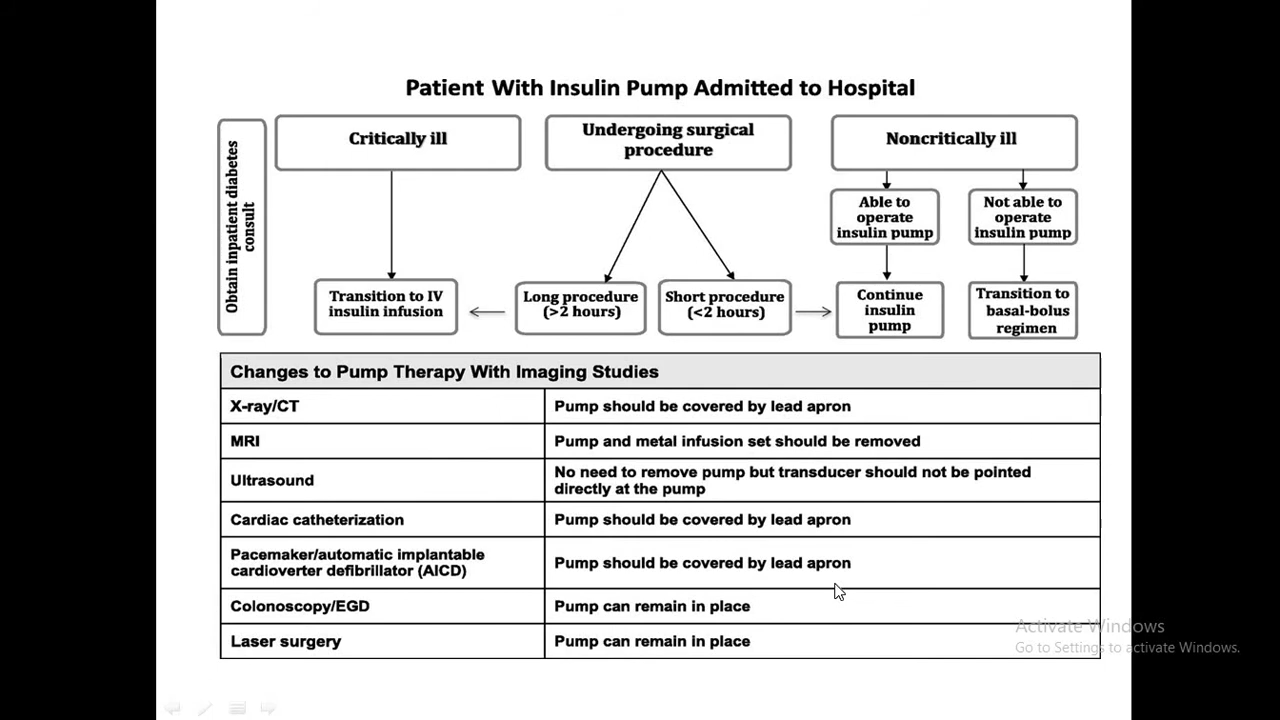 Patient With Insulin Pump Admitted to Hospital
Obtain inpatient diabetes
consult
Critically ill
Undergoing surgical
procedure
Noncritically ill
Able to
operate
insulin pump
Not able to
operate
insulin pump
Transition to IV
insulin infusion
Long procedure
(>2 hours)
Short procedure
(<2 hours)
Continue
insulin
pump
Transition to
basal-bolus
regimen
Changes to Pump Therapy With Imaging Studies
X-ray/CT
Pump should be covered by lead apron
MRI
Pump and metal infusion set should be removed
Ultrasound
No need to remove pump but transducer should not be pointed
directly at the pump
Cardiac catheterization
Pump should be covered by lead apron
Pacemaker/automatic implantable
cardioverter defibrillator (AICD)
Pump should be covered by lead apron
Colonoscopy/EGD
Pump can remain in place
Laser surgery
Pump can remain in place
Activate Windows
Go to Settings to activate Windows.